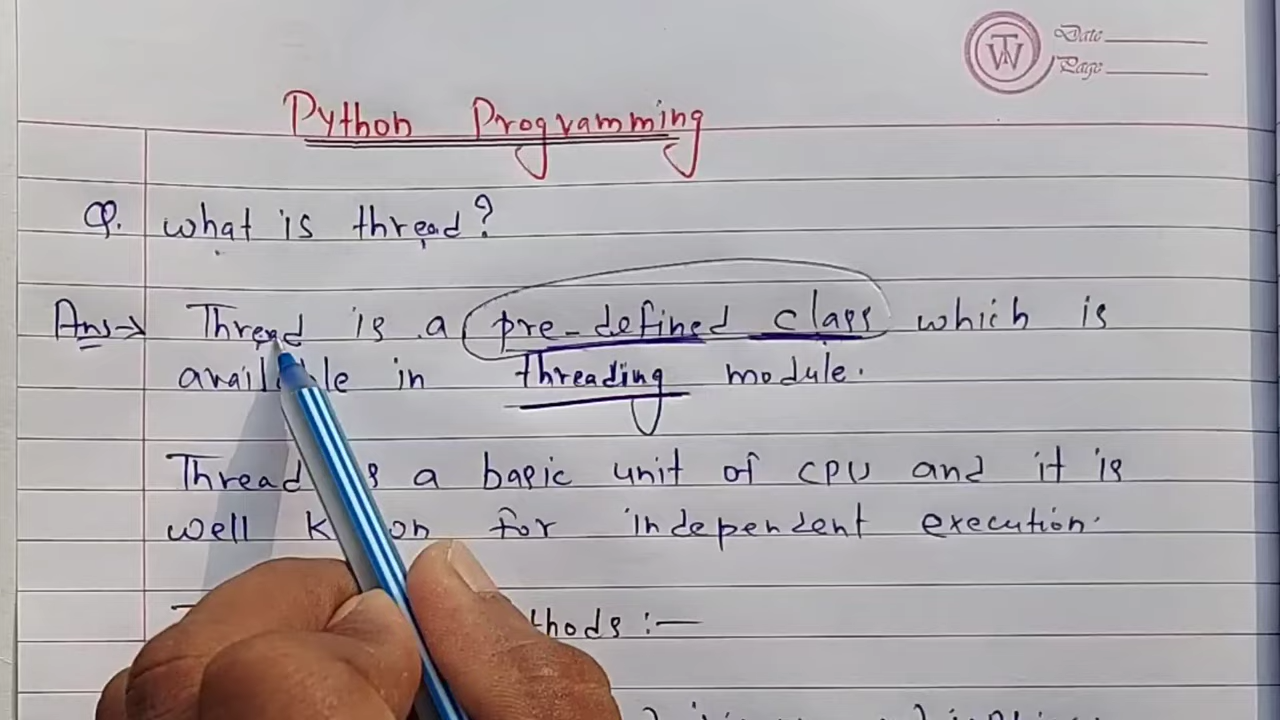 Date
Page
Python Programming
Q. what is thread?
Ans→ Thread is a pre-defined class which is
available in threading module.
Thread is a basic unit of CPU and it is
well known for independent execution.
thods :—